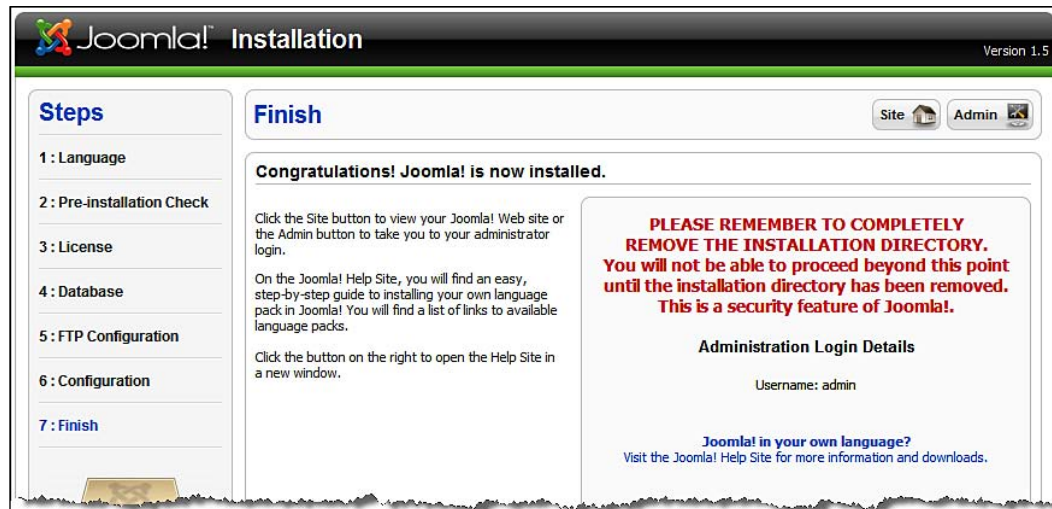 Joomla!™ Installation
Version 1.5
Steps
1 : Language
2 : Pre-installation Check
3 : License
4 : Database
5 : FTP Configuration
6 : Configuration
7 : Finish
Finish
Site
Admin
Congratulations! Joomla! is now installed.
Click the Site button to view your Joomla! Web site or
the Admin button to take you to your administrator
login.
On the Joomla! Help Site, you will find an easy,
step-by-step guide to installing your own language
pack in Joomla! You will find a list of links to available
language packs.
Click the button on the right to open the Help Site in
a new window.
PLEASE REMEMBER TO COMPLETELY
REMOVE THE INSTALLATION DIRECTORY.
You will not be able to proceed beyond this point
until the installation directory has been removed.
This is a security feature of Joomla!.
Administration Login Details
Username: admin
Joomla! in your own language?
Visit the Joomla! Help Site for more information and downloads.